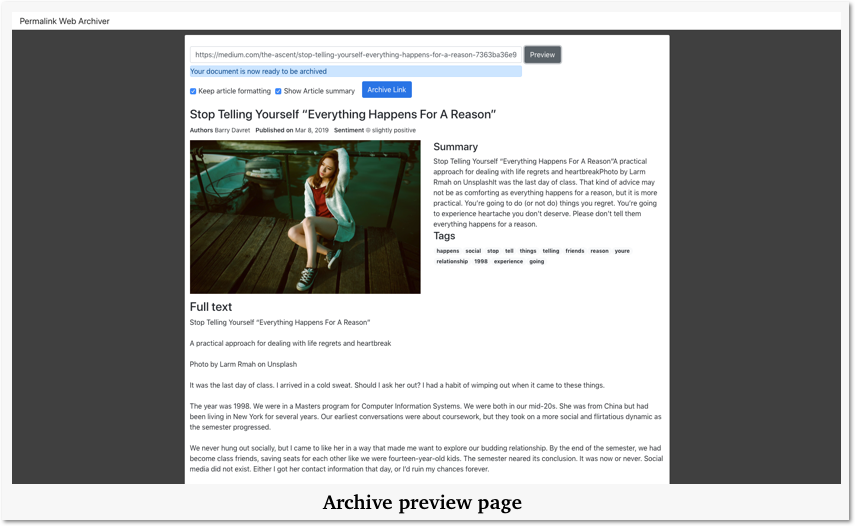 Permalink Web Archiver
https://medium.com/the-ascent/stop-telling-yourself-everything-happens-for-a-reason-7363ba36e9
Preview
Your document is now ready to be archived
Keep article formatting Show Article summary Archive Link
Stop Telling Yourself “Everything Happens For A Reason”
Authors Barry Davret Published on Mar 8, 2019 Sentiment slightly positive
Summary
Stop Telling Yourself “Everything Happens For A Reason”A practical
approach for dealing with life regrets and heartbreakPhoto by Larm
Rmah on UnsplashIt was the last day of class. That kind of advice may
not be as comforting as everything happens for a reason, but it is more
practical. You’re going to do (or not do) things you regret. You’re going
to experience heartache you don’t deserve. Please don’t tell them
everything happens for a reason.
Tags
happens social stop tell things telling friends reason youre
relationship 1998 experience going
Full text
Stop Telling Yourself “Everything Happens For A Reason”
A practical approach for dealing with life regrets and heartbreak
Photo by Larm Rmah on Unsplash
It was the last day of class. I arrived in a cold sweat. Should I ask her out? I had a habit of wimping out when it came to these things.
The year was 1998. We were in a Masters program for Computer Information Systems. We were both in our mid-20s. She was from China but had
been living in New York for several years. Our earliest conversations were about coursework, but they took on a more social and flirtatious dynamic as
the semester progressed.
We never hung out socially, but I came to like her in a way that made me want to explore our budding relationship. By the end of the semester, we had
become class friends, saving seats for each other like we were fourteen-year-old kids. The semester neared its conclusion. It was now or never. Social
media did not exist. Either I got her contact information that day, or I’d ruin my chances forever.
Archive preview page